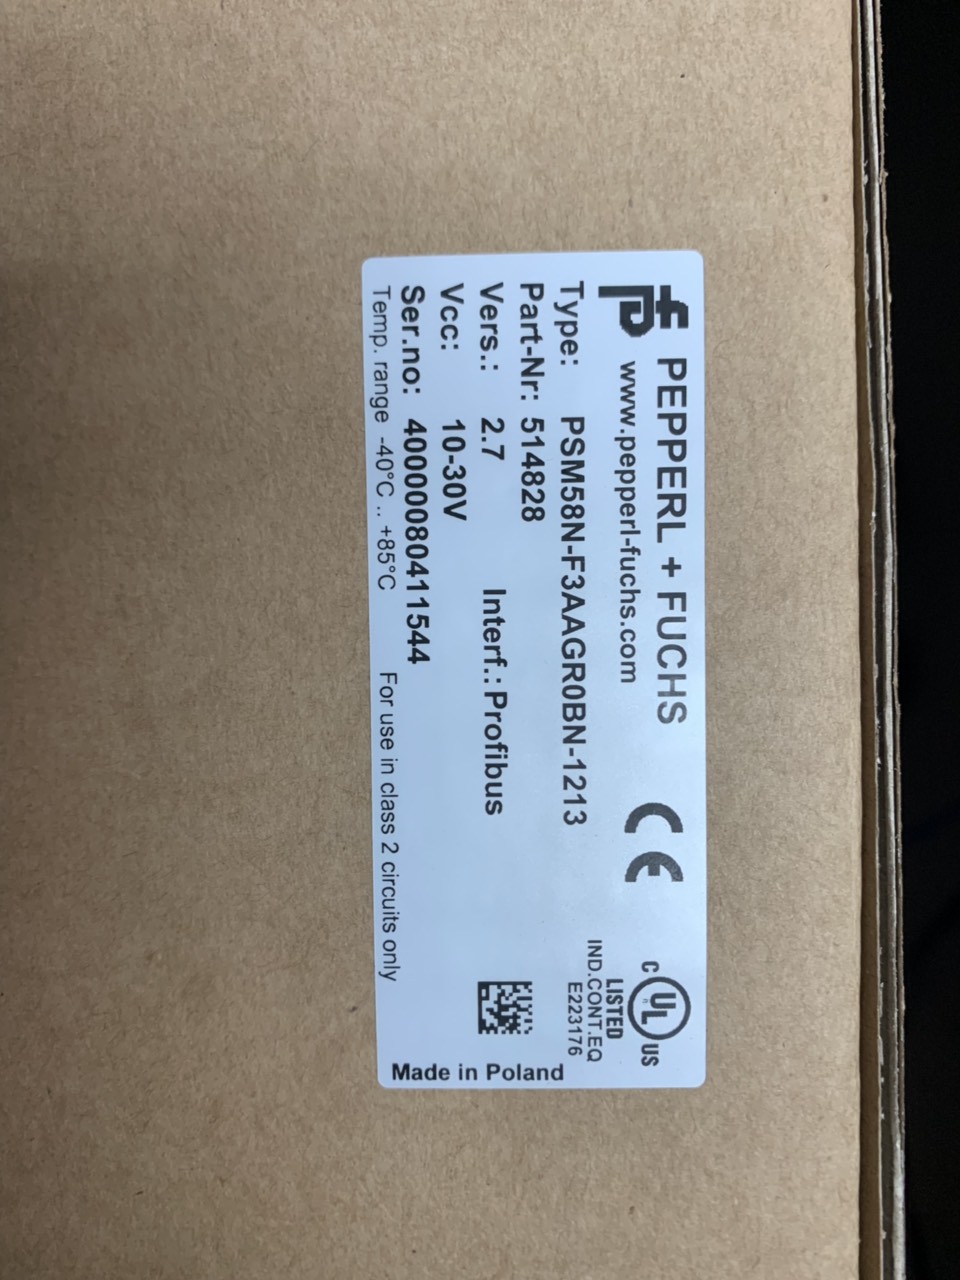 PEPPERL + FUCHS
www.pepperl-fuchs.com
CE
c UL US
LISTED
IND.CONT.EQ
E223176
Type: PSM58N-F3AAGR0BN-1213
Part-Nr: 514828
Vers.: 2.7 Interf.: Profibus
Vcc: 10-30V
Ser.no: 40000080411544
Temp. range -40°C .. +85°C For use in class 2 circuits only
Made in Poland